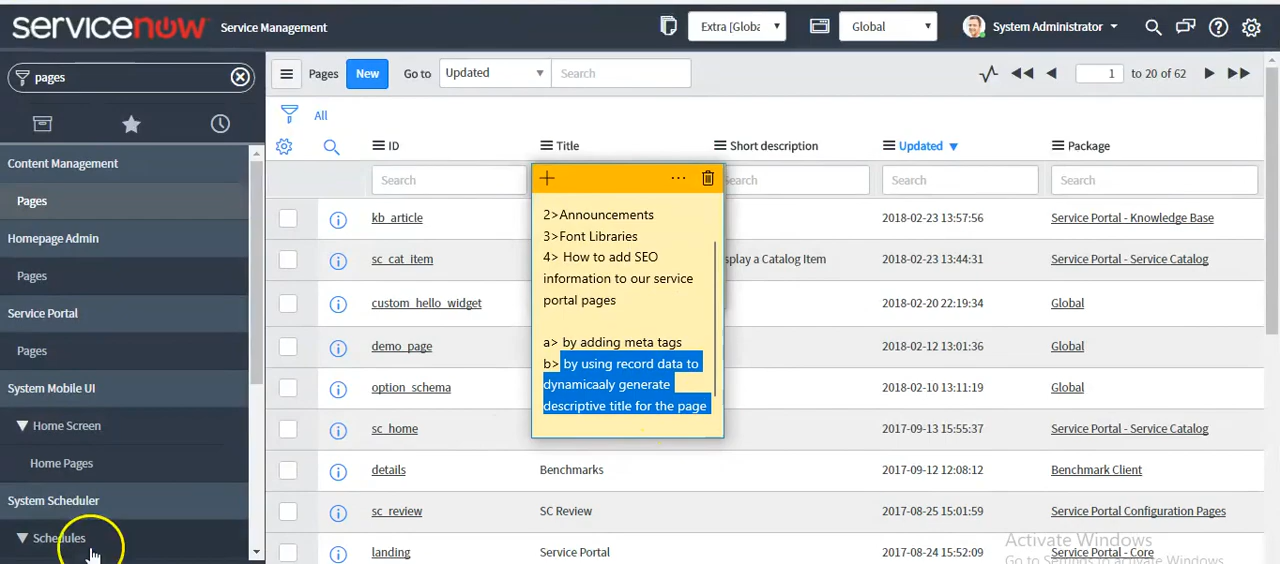 servicenow Service Management
Extra [Globa
Global
System Administrator
pages
Pages New Go to Updated Search
1 to 20 of 62
All
ID Title Short description Updated Package
Search Search Search Search
Content Management
Pages
Homepage Admin
Pages
Service Portal
Pages
System Mobile UI
Home Screen
Home Pages
System Scheduler
Schedules
kb_article 2018-02-23 13:57:56 Service Portal - Knowledge Base
sc_cat_item splay a Catalog Item 2018-02-23 13:44:31 Service Portal - Service Catalog
custom_hello_widget 2018-02-20 22:19:34 Global
demo_page 2018-02-12 13:01:36 Global
option_schema 2018-02-10 13:11:19 Global
sc_home 2017-09-13 15:55:37 Service Portal - Service Catalog
details Benchmarks 2017-09-12 12:08:12 Benchmark Client
sc_review SC Review 2017-08-25 15:01:59 Service Portal Configuration Pages
landing Service Portal 2017-08-24 15:52:09 Service Portal - Core
2>Announcements
3>Font Libraries
4> How to add SEO
information to our service
portal pages
a> by adding meta tags
b> by using record data to
dynamicaaly generate
descriptive title for the page
Activate Windows
Go to Settings to activate Windows.